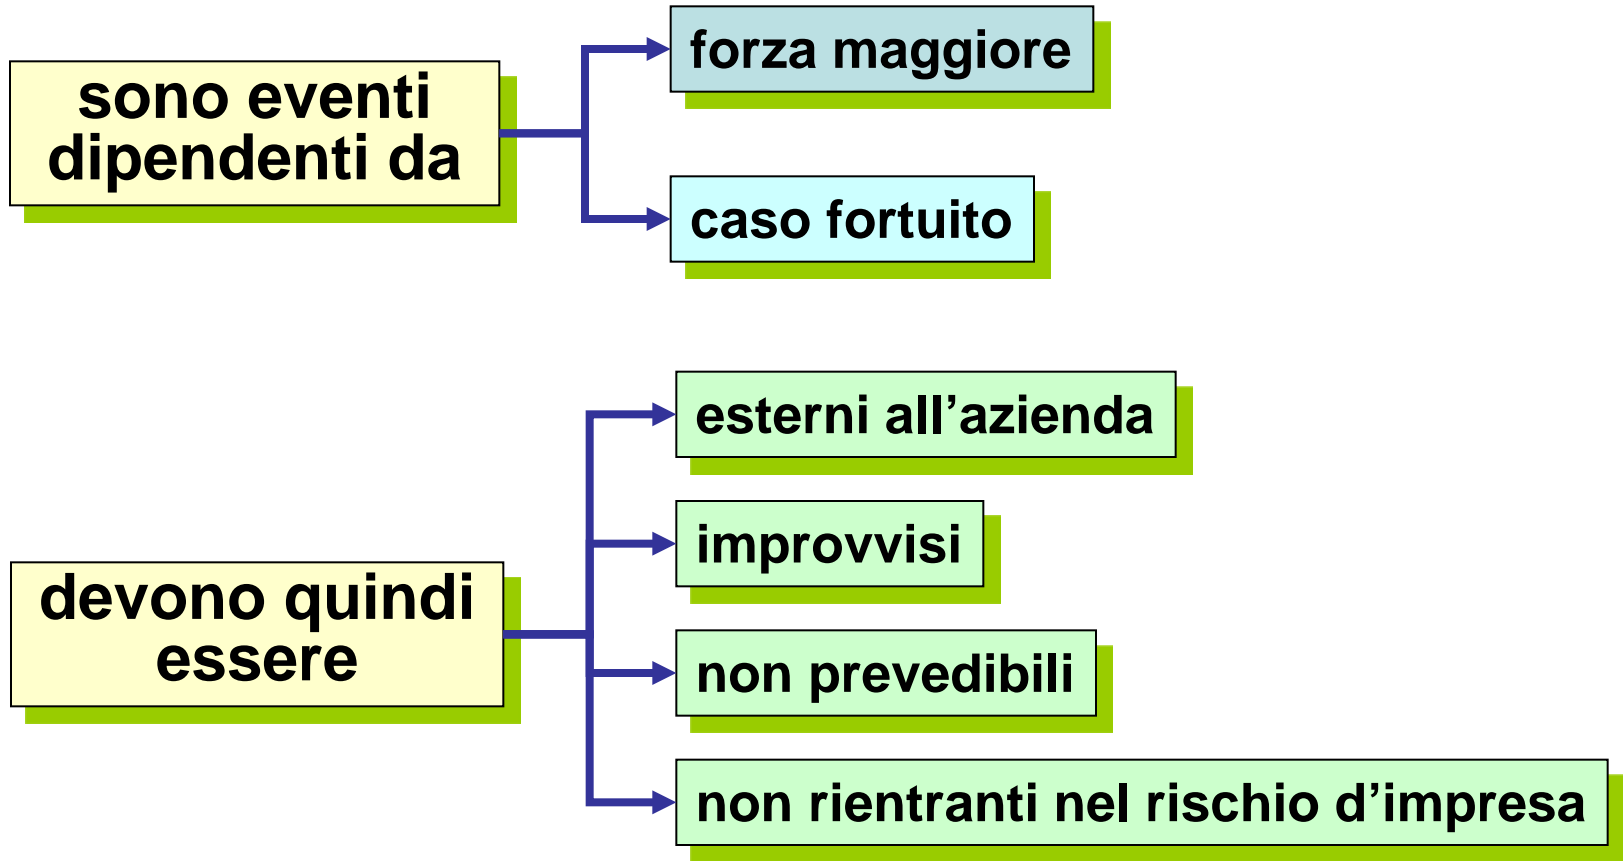 sono eventi
dipendenti da
forza maggiore
caso fortuito
devono quindi
essere
esterni all’azienda
improvvisi
non prevedibili
non rientranti nel rischio d’impresa